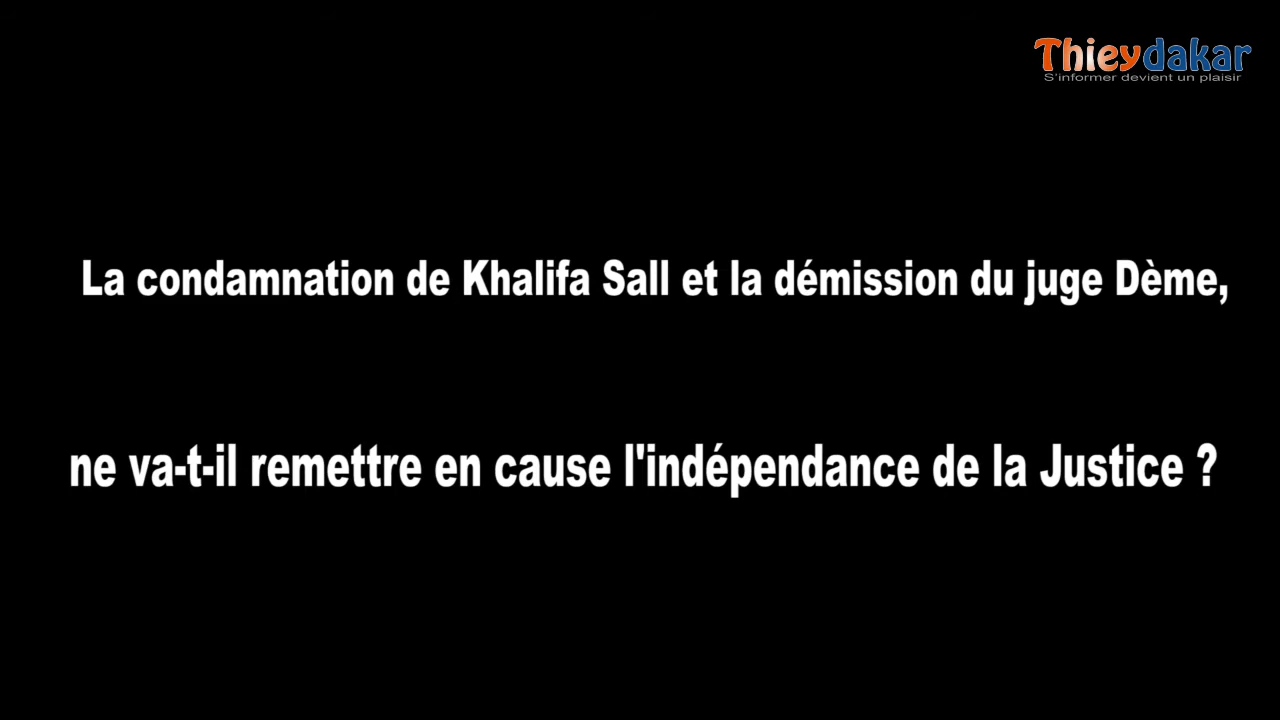 Thieydakar
S'informer devient un plaisir
La condamnation de Khalifa Sall et la démission du juge Dème,
ne va-t-il remettre en cause l'indépendance de la Justice ?